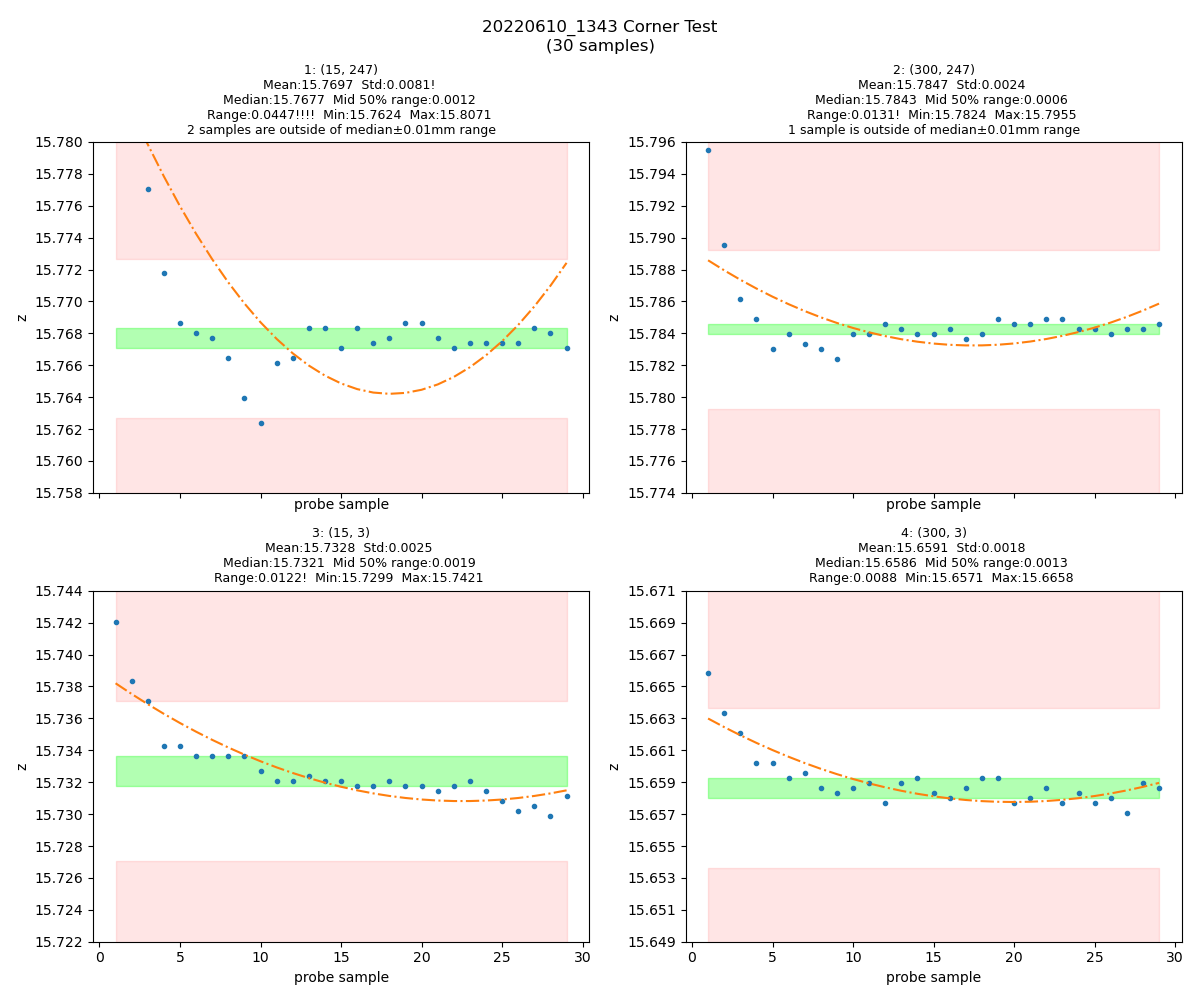 20220610_1343 Corner Test
(30 samples)
1: (15, 247)
Mean:15.7697  Std:0.0081!
Median:15.7677  Mid 50% range:0.0012
Range:0.0447!!!!  Min:15.7624  Max:15.8071
2 samples are outside of median±0.01mm range
15.780
15.778
15.776
15.774
15.772
15.770
15.768
15.766
15.764
15.762
15.760
15.758
z
probe sample
2: (300, 247)
Mean:15.7847  Std:0.0024
Median:15.7843  Mid 50% range:0.0006
Range:0.0131!  Min:15.7824  Max:15.7955
1 sample is outside of median±0.01mm range
15.796
15.794
15.792
15.790
15.788
15.786
15.784
15.782
15.780
15.778
15.776
15.774
z
probe sample
3: (15, 3)
Mean:15.7328  Std:0.0025
Median:15.7321  Mid 50% range:0.0019
Range:0.0122!  Min:15.7299  Max:15.7421
15.744
15.742
15.740
15.738
15.736
15.734
15.732
15.730
15.728
15.726
15.724
15.722
z
0 5 10 15 20 25 30
probe sample
4: (300, 3)
Mean:15.6591  Std:0.0018
Median:15.6586  Mid 50% range:0.0013
Range:0.0088  Min:15.6571  Max:15.6658
15.671
15.669
15.667
15.665
15.663
15.661
15.659
15.657
15.655
15.653
15.651
15.649
z
0 5 10 15 20 25 30
probe sample